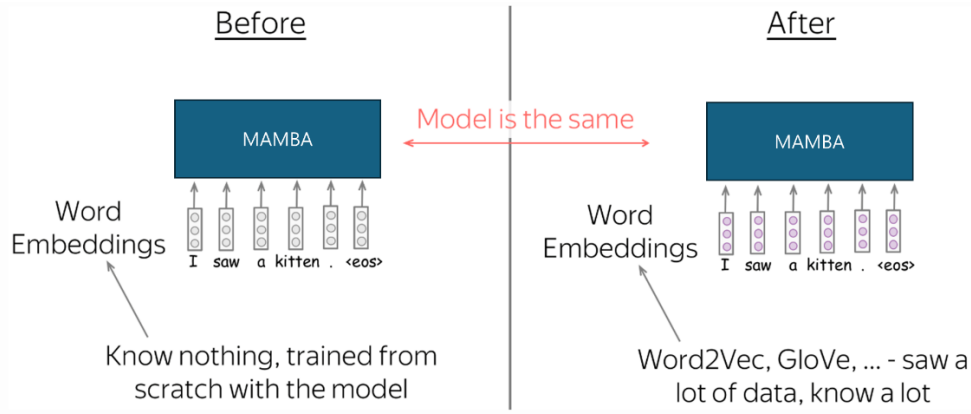 Before
After
Model is the same
MAMBA
MAMBA
Word
Embeddings
I saw a kitten . <eos>
Word
Embeddings
I saw a kitten . <eos>
Know nothing, trained from
scratch with the model
Word2Vec, GloVe, ... - saw a
lot of data, know a lot